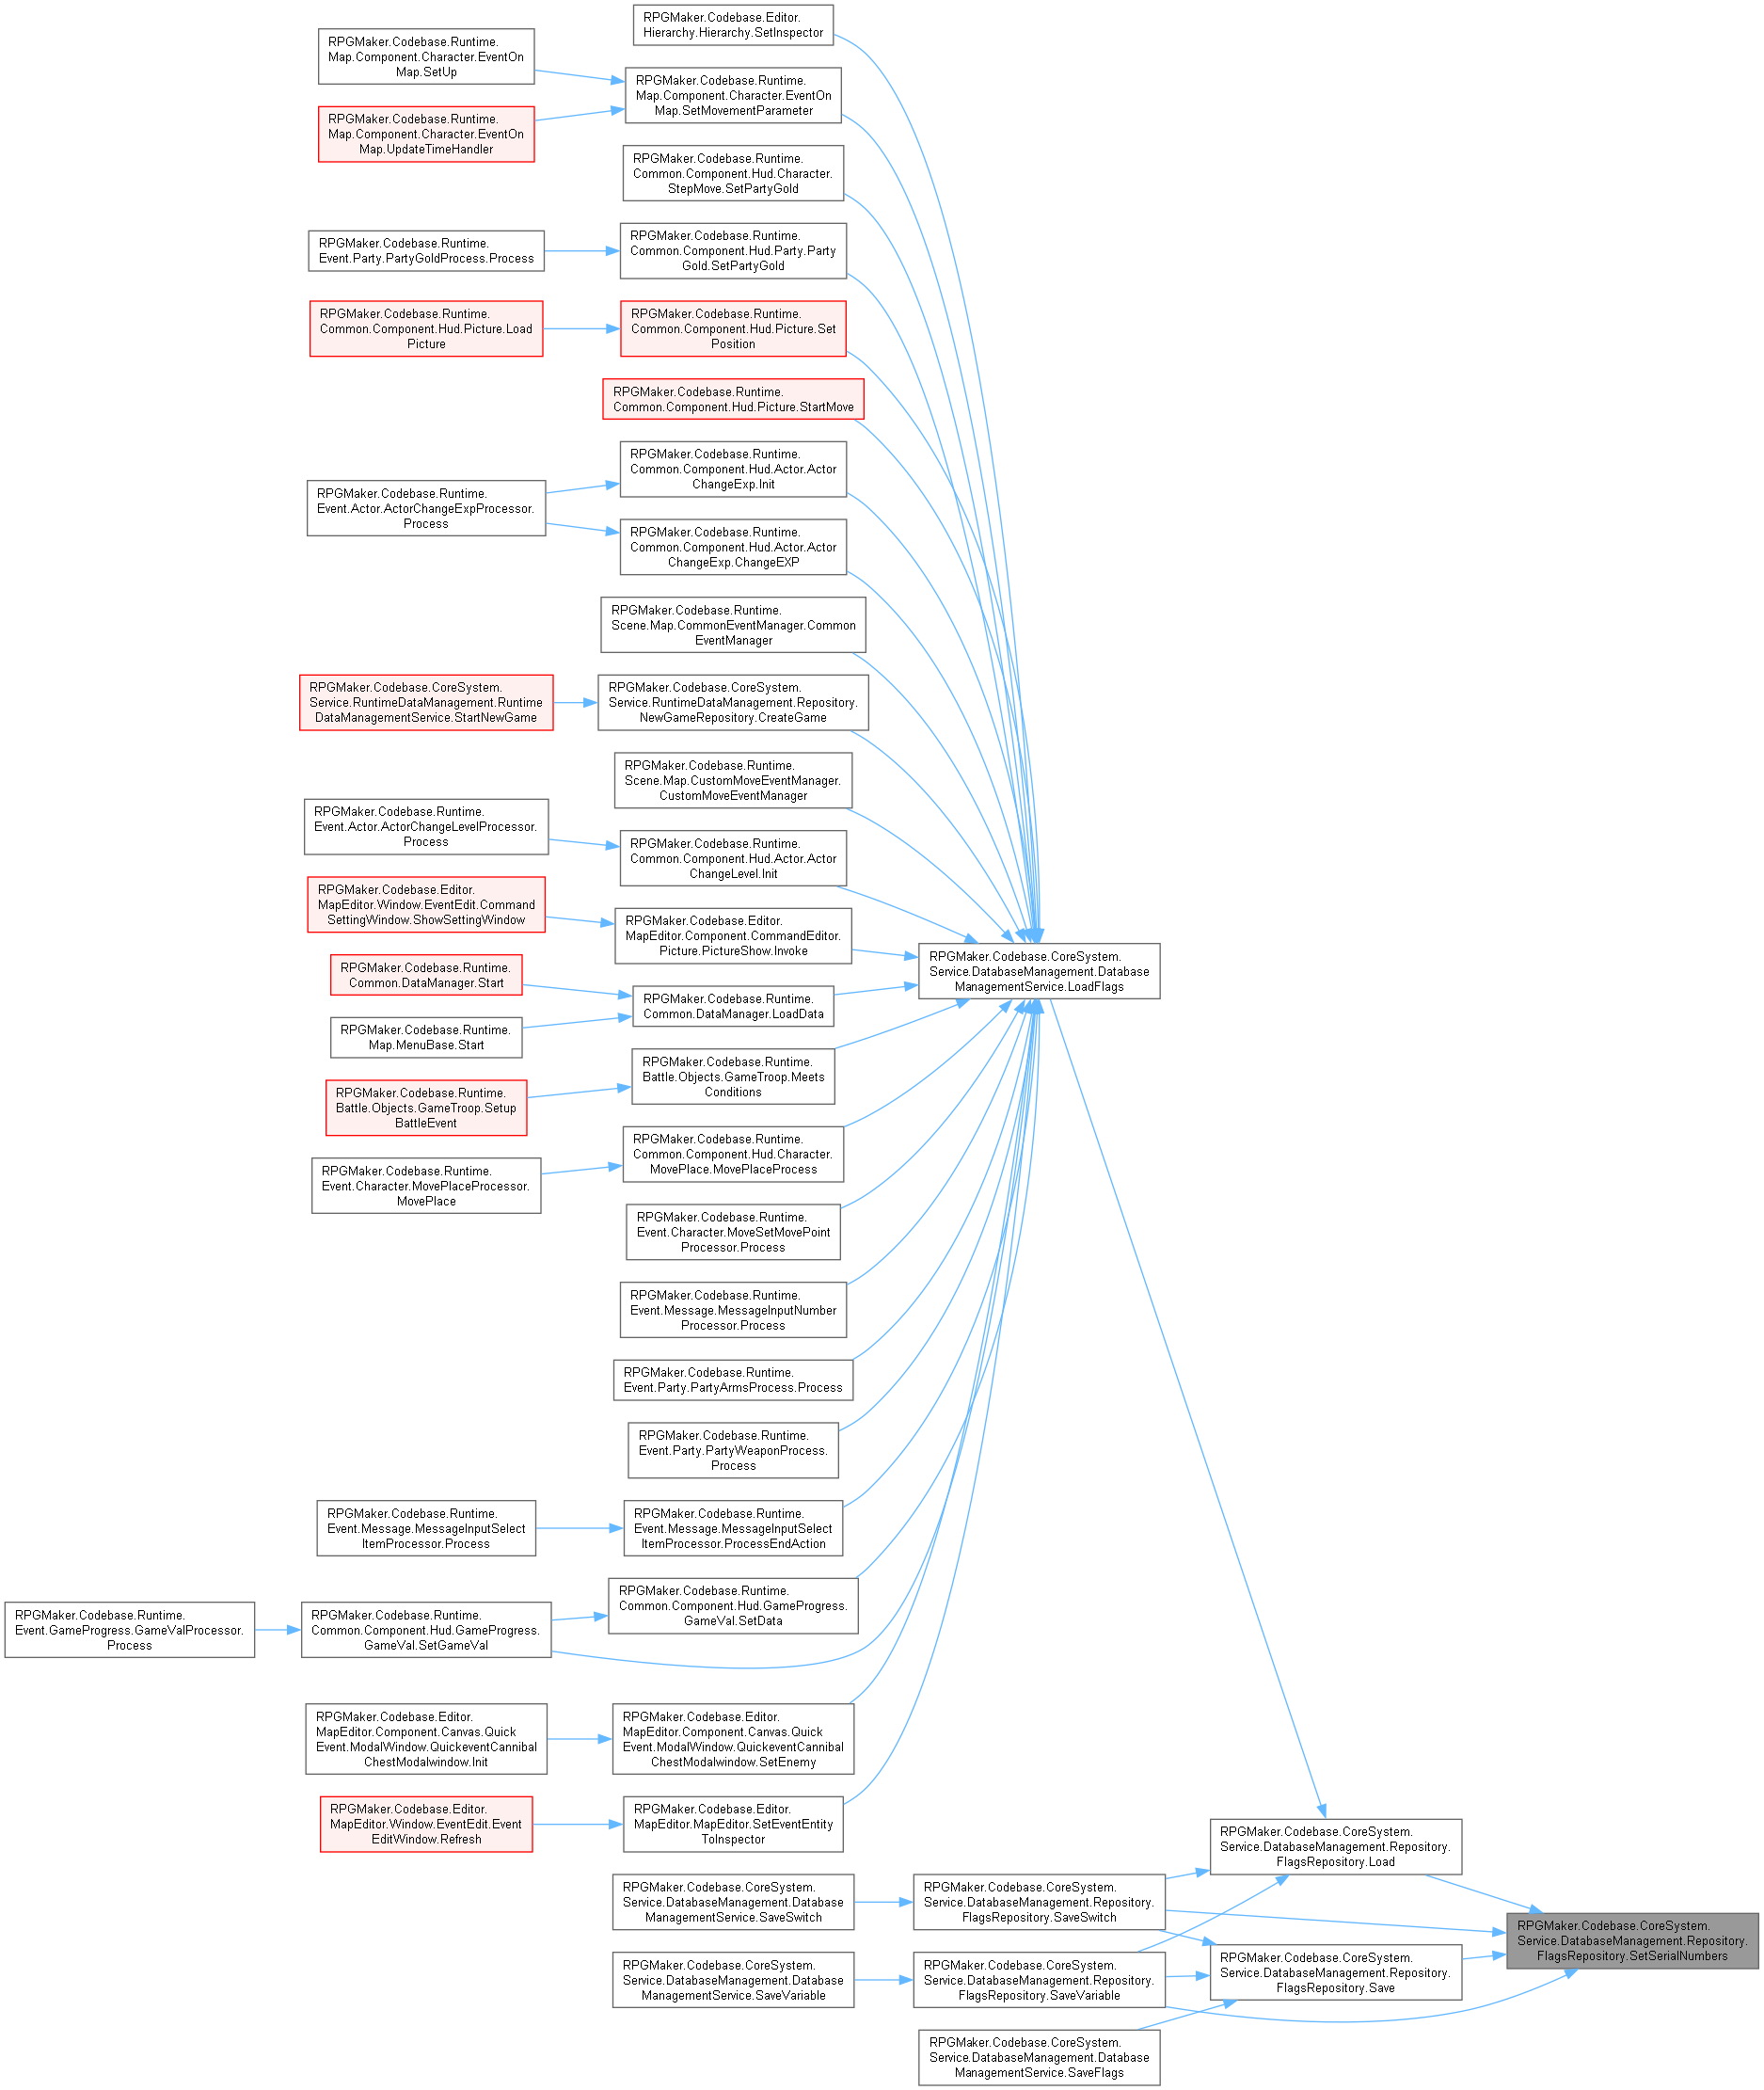 RPGMaker.Codebase.Editor.
Hierarchy.Hierarchy.SetInspector
RPGMaker.Codebase.Runtime.
Map.Component.Character.EventOn
Map.SetUp
RPGMaker.Codebase.Runtime.
Map.Component.Character.EventOn
Map.SetMovementParameter
RPGMaker.Codebase.Runtime.
Map.Component.Character.EventOn
Map.UpdateTimeHandler
RPGMaker.Codebase.Runtime.
Common.Component.Hud.Character.
StepMove.SetPartyGold
RPGMaker.Codebase.Runtime.
Event.Party.PartyGoldProcess.Process
RPGMaker.Codebase.Runtime.
Common.Component.Hud.Party.Party
Gold.SetPartyGold
RPGMaker.Codebase.Runtime.
Common.Component.Hud.Picture.Load
Picture
RPGMaker.Codebase.Runtime.
Common.Component.Hud.Picture.Set
Position
RPGMaker.Codebase.Runtime.
Common.Component.Hud.Picture.StartMove
RPGMaker.Codebase.Runtime.
Common.Component.Hud.Actor.Actor
ChangeExp.Init
RPGMaker.Codebase.Runtime.
Event.Actor.ActorChangeExpProcessor.
Process
RPGMaker.Codebase.Runtime.
Common.Component.Hud.Actor.Actor
ChangeExp.ChangeEXP
RPGMaker.Codebase.Runtime.
Scene.Map.CommonEventManager.Common
EventManager
RPGMaker.Codebase.CoreSystem.
Service.RuntimeDataManagement.Runtime
DataManagementService.StartNewGame
RPGMaker.Codebase.CoreSystem.
Service.RuntimeDataManagement.Repository.
NewGameRepository.CreateGame
RPGMaker.Codebase.Runtime.
Scene.Map.CustomMoveEventManager.
CustomMoveEventManager
RPGMaker.Codebase.Runtime.
Event.Actor.ActorChangeLevelProcessor.
Process
RPGMaker.Codebase.Runtime.
Common.Component.Hud.Actor.Actor
ChangeLevel.Init
RPGMaker.Codebase.Editor.
MapEditor.Window.EventEdit.Command
SettingWindow.ShowSettingWindow
RPGMaker.Codebase.Editor.
MapEditor.Component.CommandEditor.
Picture.PictureShow.Invoke
RPGMaker.Codebase.CoreSystem.
Service.DatabaseManagement.Database
ManagementService.LoadFlags
RPGMaker.Codebase.Runtime.
Common.DataManager.Start
RPGMaker.Codebase.Runtime.
Common.DataManager.LoadData
RPGMaker.Codebase.Runtime.
Map.MenuBase.Start
RPGMaker.Codebase.Runtime.
Battle.Objects.GameTroop.Meets
Conditions
RPGMaker.Codebase.Runtime.
Battle.Objects.GameTroop.Setup
BattleEvent
RPGMaker.Codebase.Runtime.
Common.Component.Hud.Character.
MovePlace.MovePlaceProcess
RPGMaker.Codebase.Runtime.
Event.Character.MovePlaceProcessor.
MovePlace
RPGMaker.Codebase.Runtime.
Event.Character.MoveSetMovePoint
Processor.Process
RPGMaker.Codebase.Runtime.
Event.Message.MessageInputNumber
Processor.Process
RPGMaker.Codebase.Runtime.
Event.Party.PartyArmsProcess.Process
RPGMaker.Codebase.Runtime.
Event.Party.PartyWeaponProcess.
Process
RPGMaker.Codebase.Runtime.
Event.Message.MessageInputSelect
ItemProcessor.Process
RPGMaker.Codebase.Runtime.
Event.Message.MessageInputSelect
ItemProcessor.ProcessEndAction
RPGMaker.Codebase.Runtime.
Common.Component.Hud.GameProgress.
GameVal.SetData
RPGMaker.Codebase.Runtime.
Event.GameProgress.GameValProcessor.
Process
RPGMaker.Codebase.Runtime.
Common.Component.Hud.GameProgress.
GameVal.SetGameVal
RPGMaker.Codebase.Editor.
MapEditor.Component.Canvas.Quick
Event.ModalWindow.QuickeventCannibal
ChestModalwindow.Init
RPGMaker.Codebase.Editor.
MapEditor.Component.Canvas.Quick
Event.ModalWindow.QuickeventCannibal
ChestModalwindow.SetEnemy
RPGMaker.Codebase.Editor.
MapEditor.Window.EventEdit.Event
EditWindow.Refresh
RPGMaker.Codebase.Editor.
MapEditor.MapEditor.SetEventEntity
ToInspector
RPGMaker.Codebase.CoreSystem.
Service.DatabaseManagement.Repository.
FlagsRepository.Load
RPGMaker.Codebase.CoreSystem.
Service.DatabaseManagement.Database
ManagementService.SaveSwitch
RPGMaker.Codebase.CoreSystem.
Service.DatabaseManagement.Repository.
FlagsRepository.SaveSwitch
RPGMaker.Codebase.CoreSystem.
Service.DatabaseManagement.Repository.
FlagsRepository.SetSerialNumbers
RPGMaker.Codebase.CoreSystem.
Service.DatabaseManagement.Database
ManagementService.SaveVariable
RPGMaker.Codebase.CoreSystem.
Service.DatabaseManagement.Repository.
FlagsRepository.SaveVariable
RPGMaker.Codebase.CoreSystem.
Service.DatabaseManagement.Repository.
FlagsRepository.Save
RPGMaker.Codebase.CoreSystem.
Service.DatabaseManagement.Database
ManagementService.SaveFlags